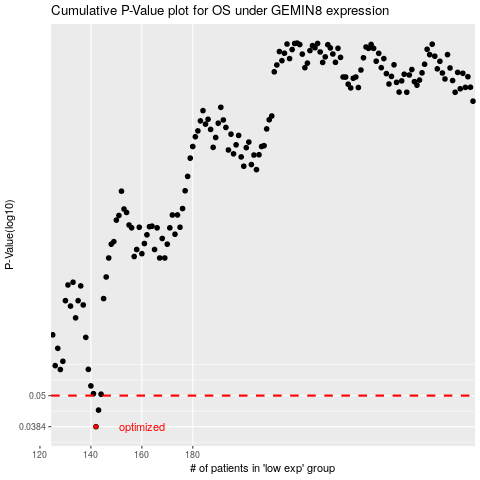 Cumulative P-Value plot for OS under GEMIN8 expression
P-Value(log10)
0.05
0.0384
optimized
120 140 160 180
# of patients in 'low exp' group